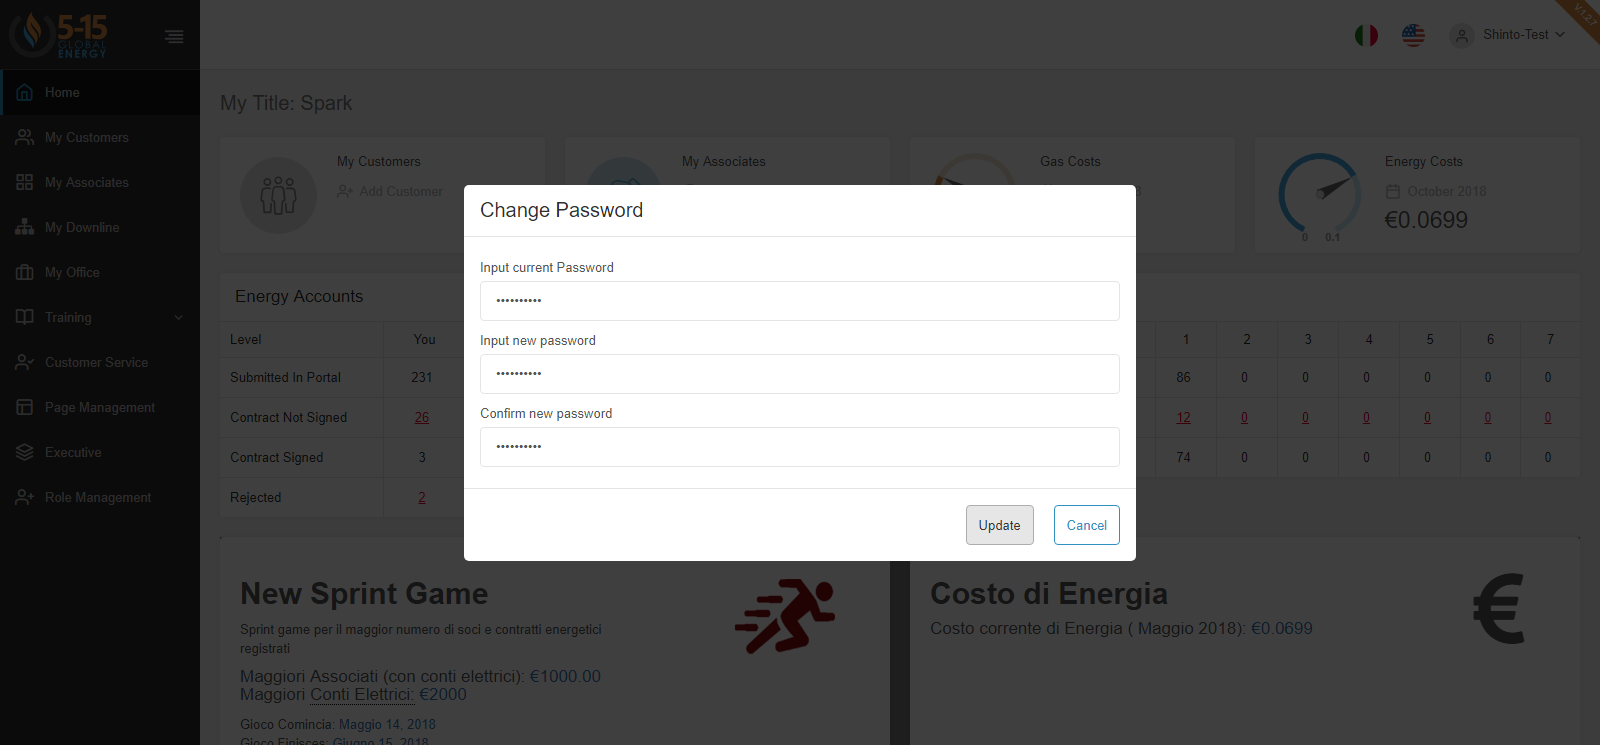 5-15
GLOBAL
ENERGY
Home
My Customers
My Associates
My Downline
My Office
Training
Customer Service
Page Management
Executive
Role Management
Shinto-Test
V.1.2.7
My Title: Spark
My Customers
Add Customer
My Associates
Gas Costs
Energy Costs
October 2018
€0.0699
0 0.1
Change Password
Input current Password
••••••••••
Input new password
••••••••••
Confirm new password
••••••••••
Update Cancel
Energy Accounts
Level You 1 2 3 4 5 6 7
Submitted In Portal 231 86 0 0 0 0 0 0
Contract Not Signed 26 12 0 0 0 0 0 0
Contract Signed 3 74 0 0 0 0 0 0
Rejected 2
New Sprint Game
Sprint game per il maggior numero di soci e contratti energetici
registrati
Maggiori Associati (con conti elettrici): €1000.00
Maggiori Conti Elettrici: €2000
Gioco Comincia: Maggio 14, 2018
Gioco Finisces: Giugno 15, 2018
Costo di Energia
Costo corrente di Energia ( Maggio 2018): €0.0699